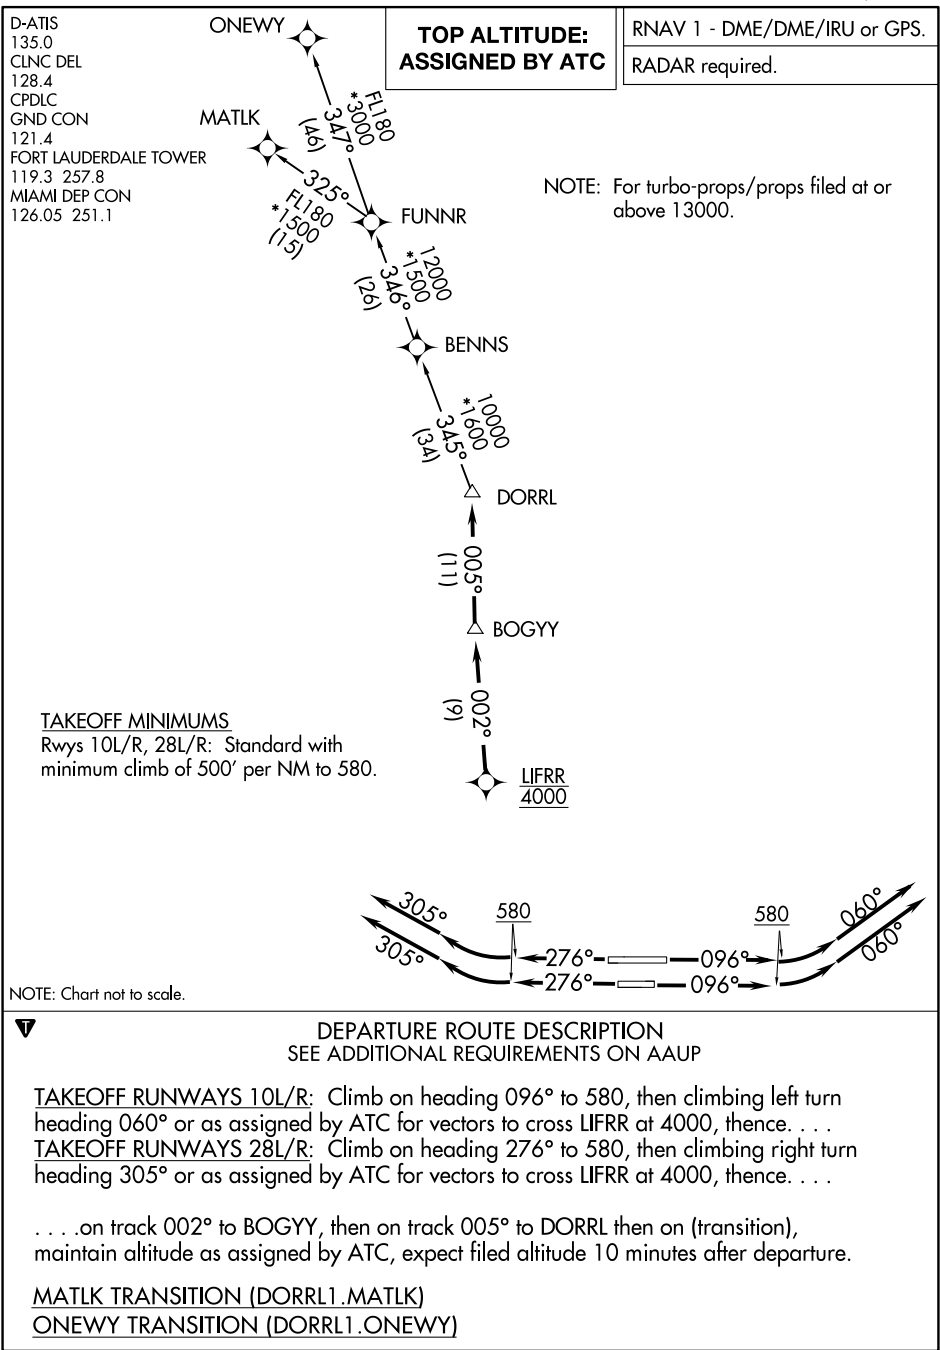 D-ATIS
135.0
CLNC DEL
128.4
CPDLC
GND CON
121.4
FORT LAUDERDALE TOWER
119.3 257.8
MIAMI DEP CON
126.05 251.1
TOP ALTITUDE:
ASSIGNED BY ATC
RNAV 1 - DME/DME/IRU or GPS.
RADAR required.
NOTE: For turbo-props/props filed at or
above 13000.
ONEWY
FL180
*3000
347°
(46)
MATLK
325°
FL180
*1500
(15)
FUNNR
12000
*1500
346°
(26)
BENNS
10000
*1600
345°
(34)
DORRL
005°
(11)
BOGYY
002°
(9)
LIFRR
4000
TAKEOFF MINIMUMS
Rwys 10L/R, 28L/R: Standard with
minimum climb of 500' per NM to 580.
305°
580
580
060°
305°
276°
096°
060°
276°
096°
NOTE: Chart not to scale.
T
DEPARTURE ROUTE DESCRIPTION
SEE ADDITIONAL REQUIREMENTS ON AAUP
TAKEOFF RUNWAYS 10L/R: Climb on heading 096° to 580, then climbing left turn
heading 060° or as assigned by ATC for vectors to cross LIFRR at 4000, thence. . . .
TAKEOFF RUNWAYS 28L/R: Climb on heading 276° to 580, then climbing right turn
heading 305° or as assigned by ATC for vectors to cross LIFRR at 4000, thence. . . .
. . . .on track 002° to BOGYY, then on track 005° to DORRL then on (transition),
maintain altitude as assigned by ATC, expect filed altitude 10 minutes after departure.
MATLK TRANSITION (DORRL1.MATLK)
ONEWY TRANSITION (DORRL1.ONEWY)